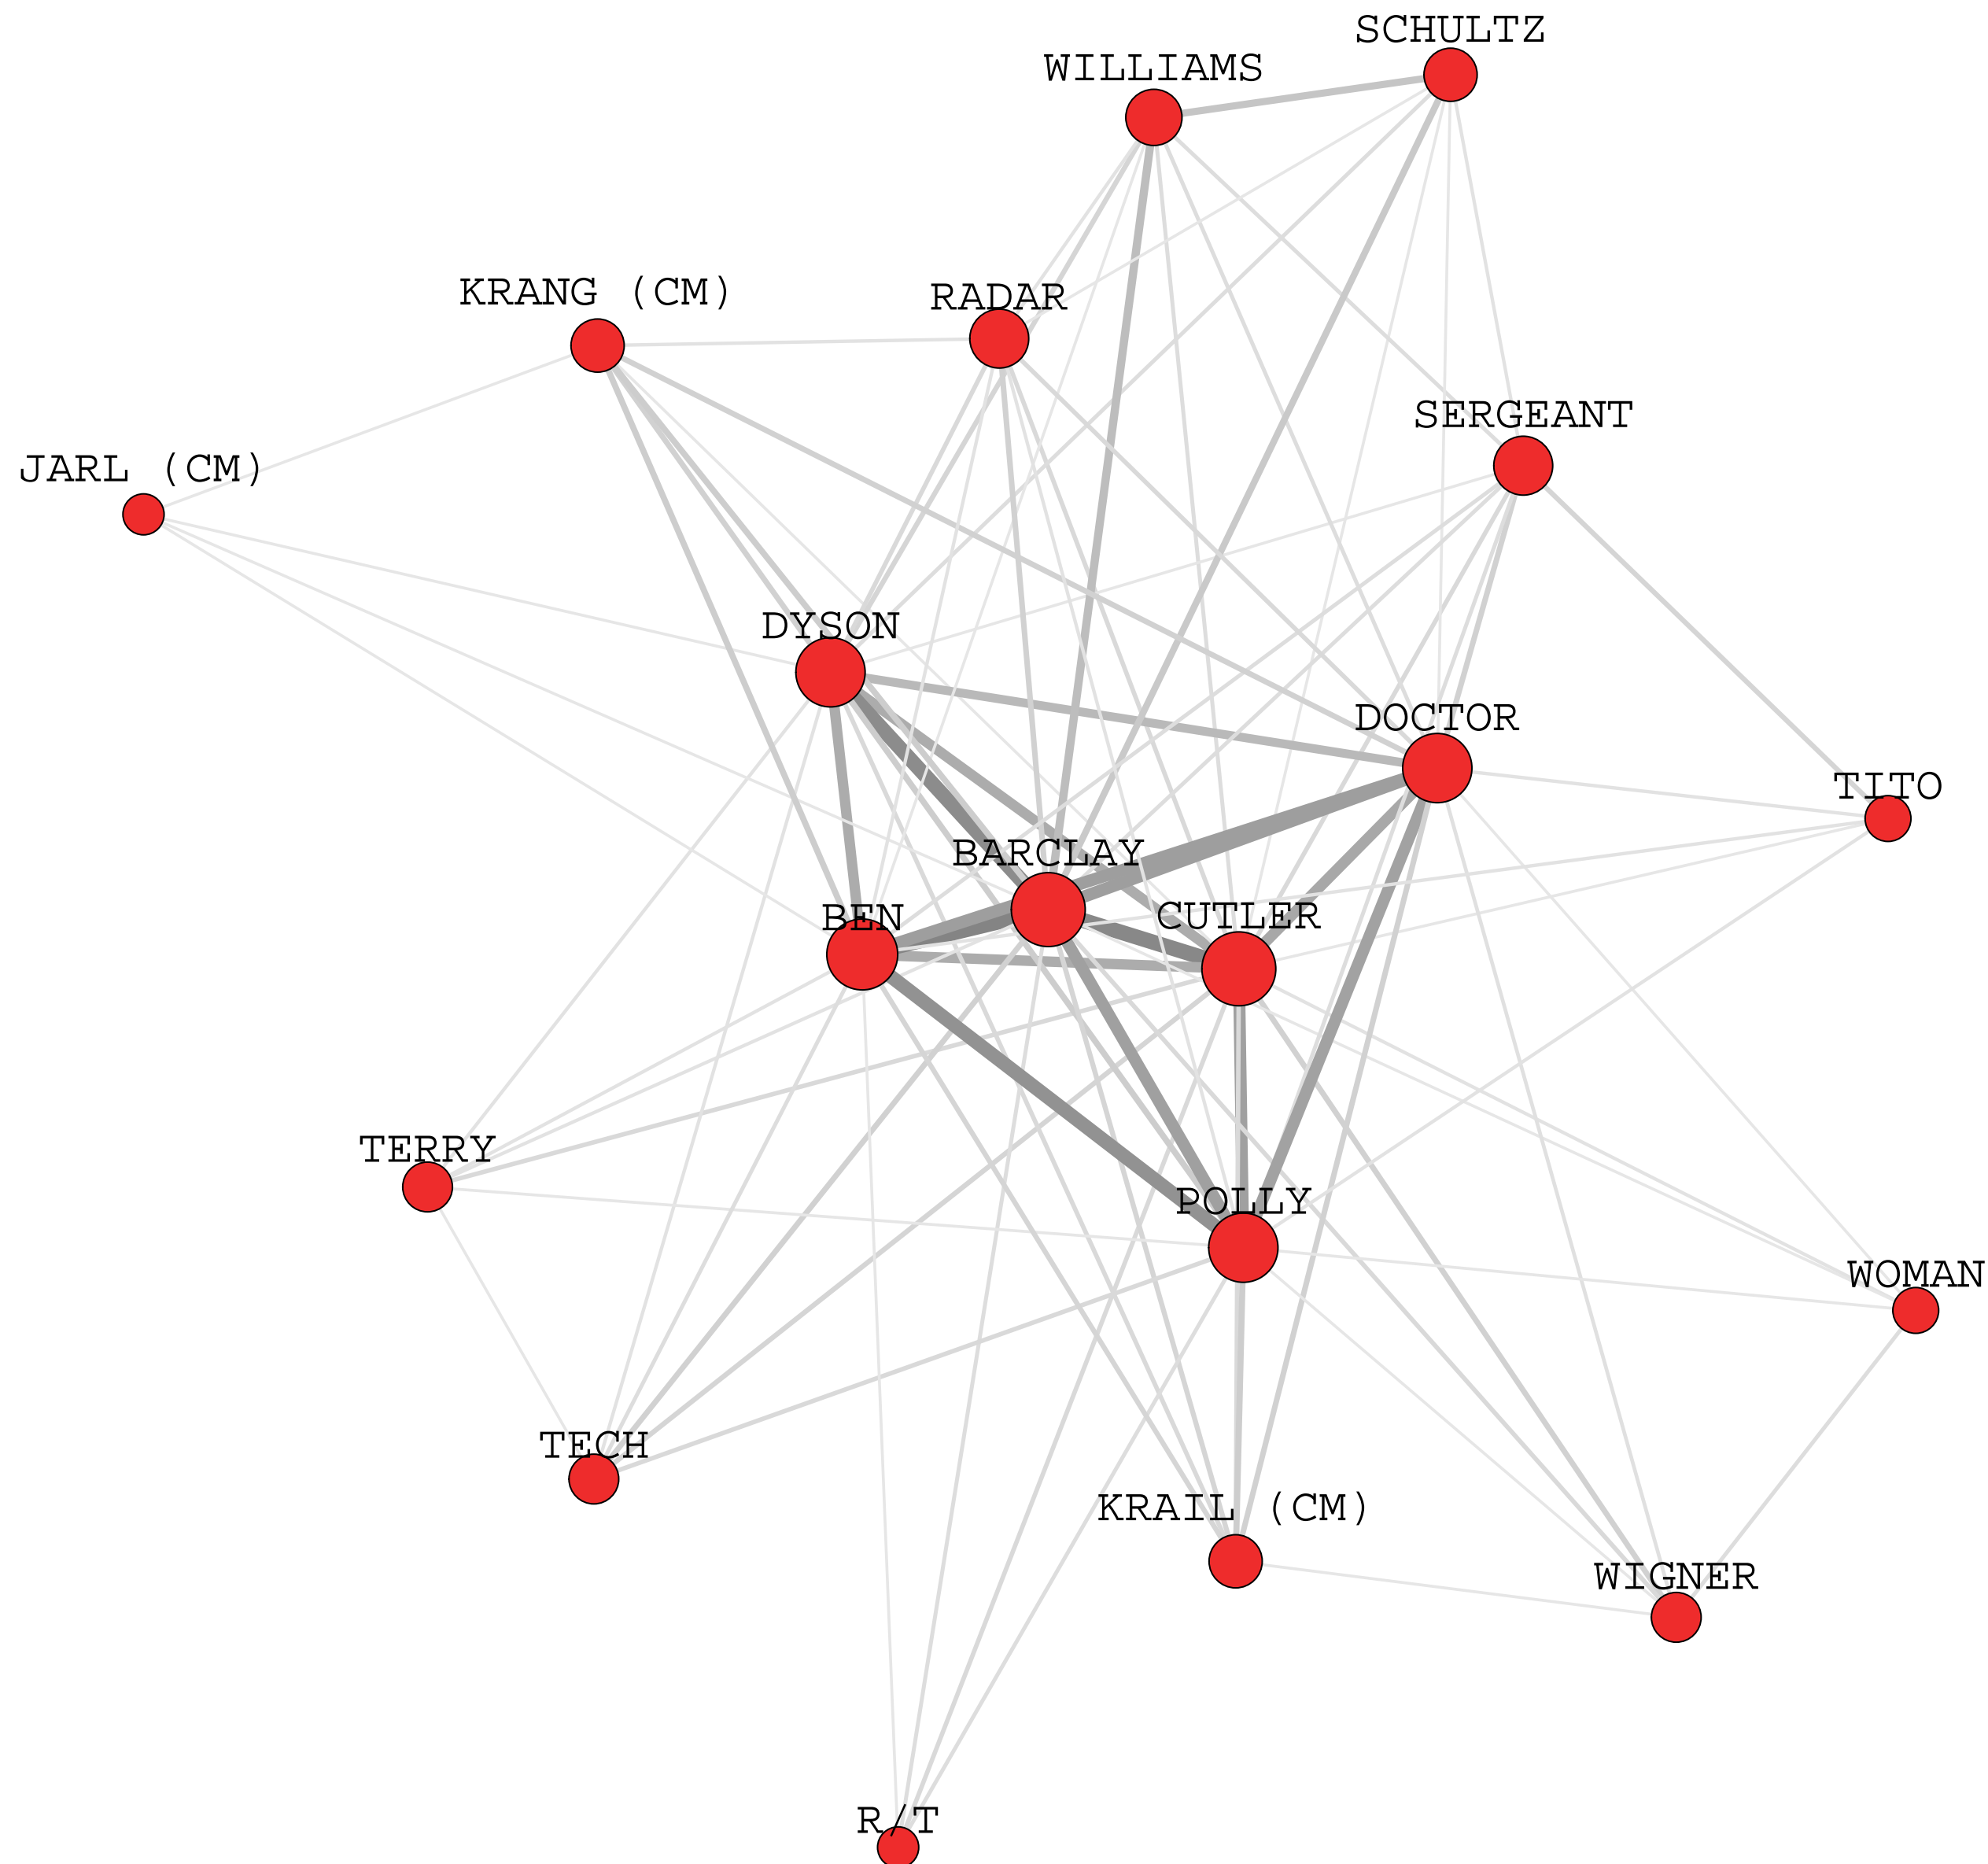 SCHULTZ
WILLIAMS
KRANG (CM)
RADAR
SERGEANT
JARL (CM)
DYSON
DOCTOR
TITO
BARCLAY
BEN
CUTLER
TERRY
POLLY
WOMAN
TECH
KRAIL (CM)
WIGNER
R/T